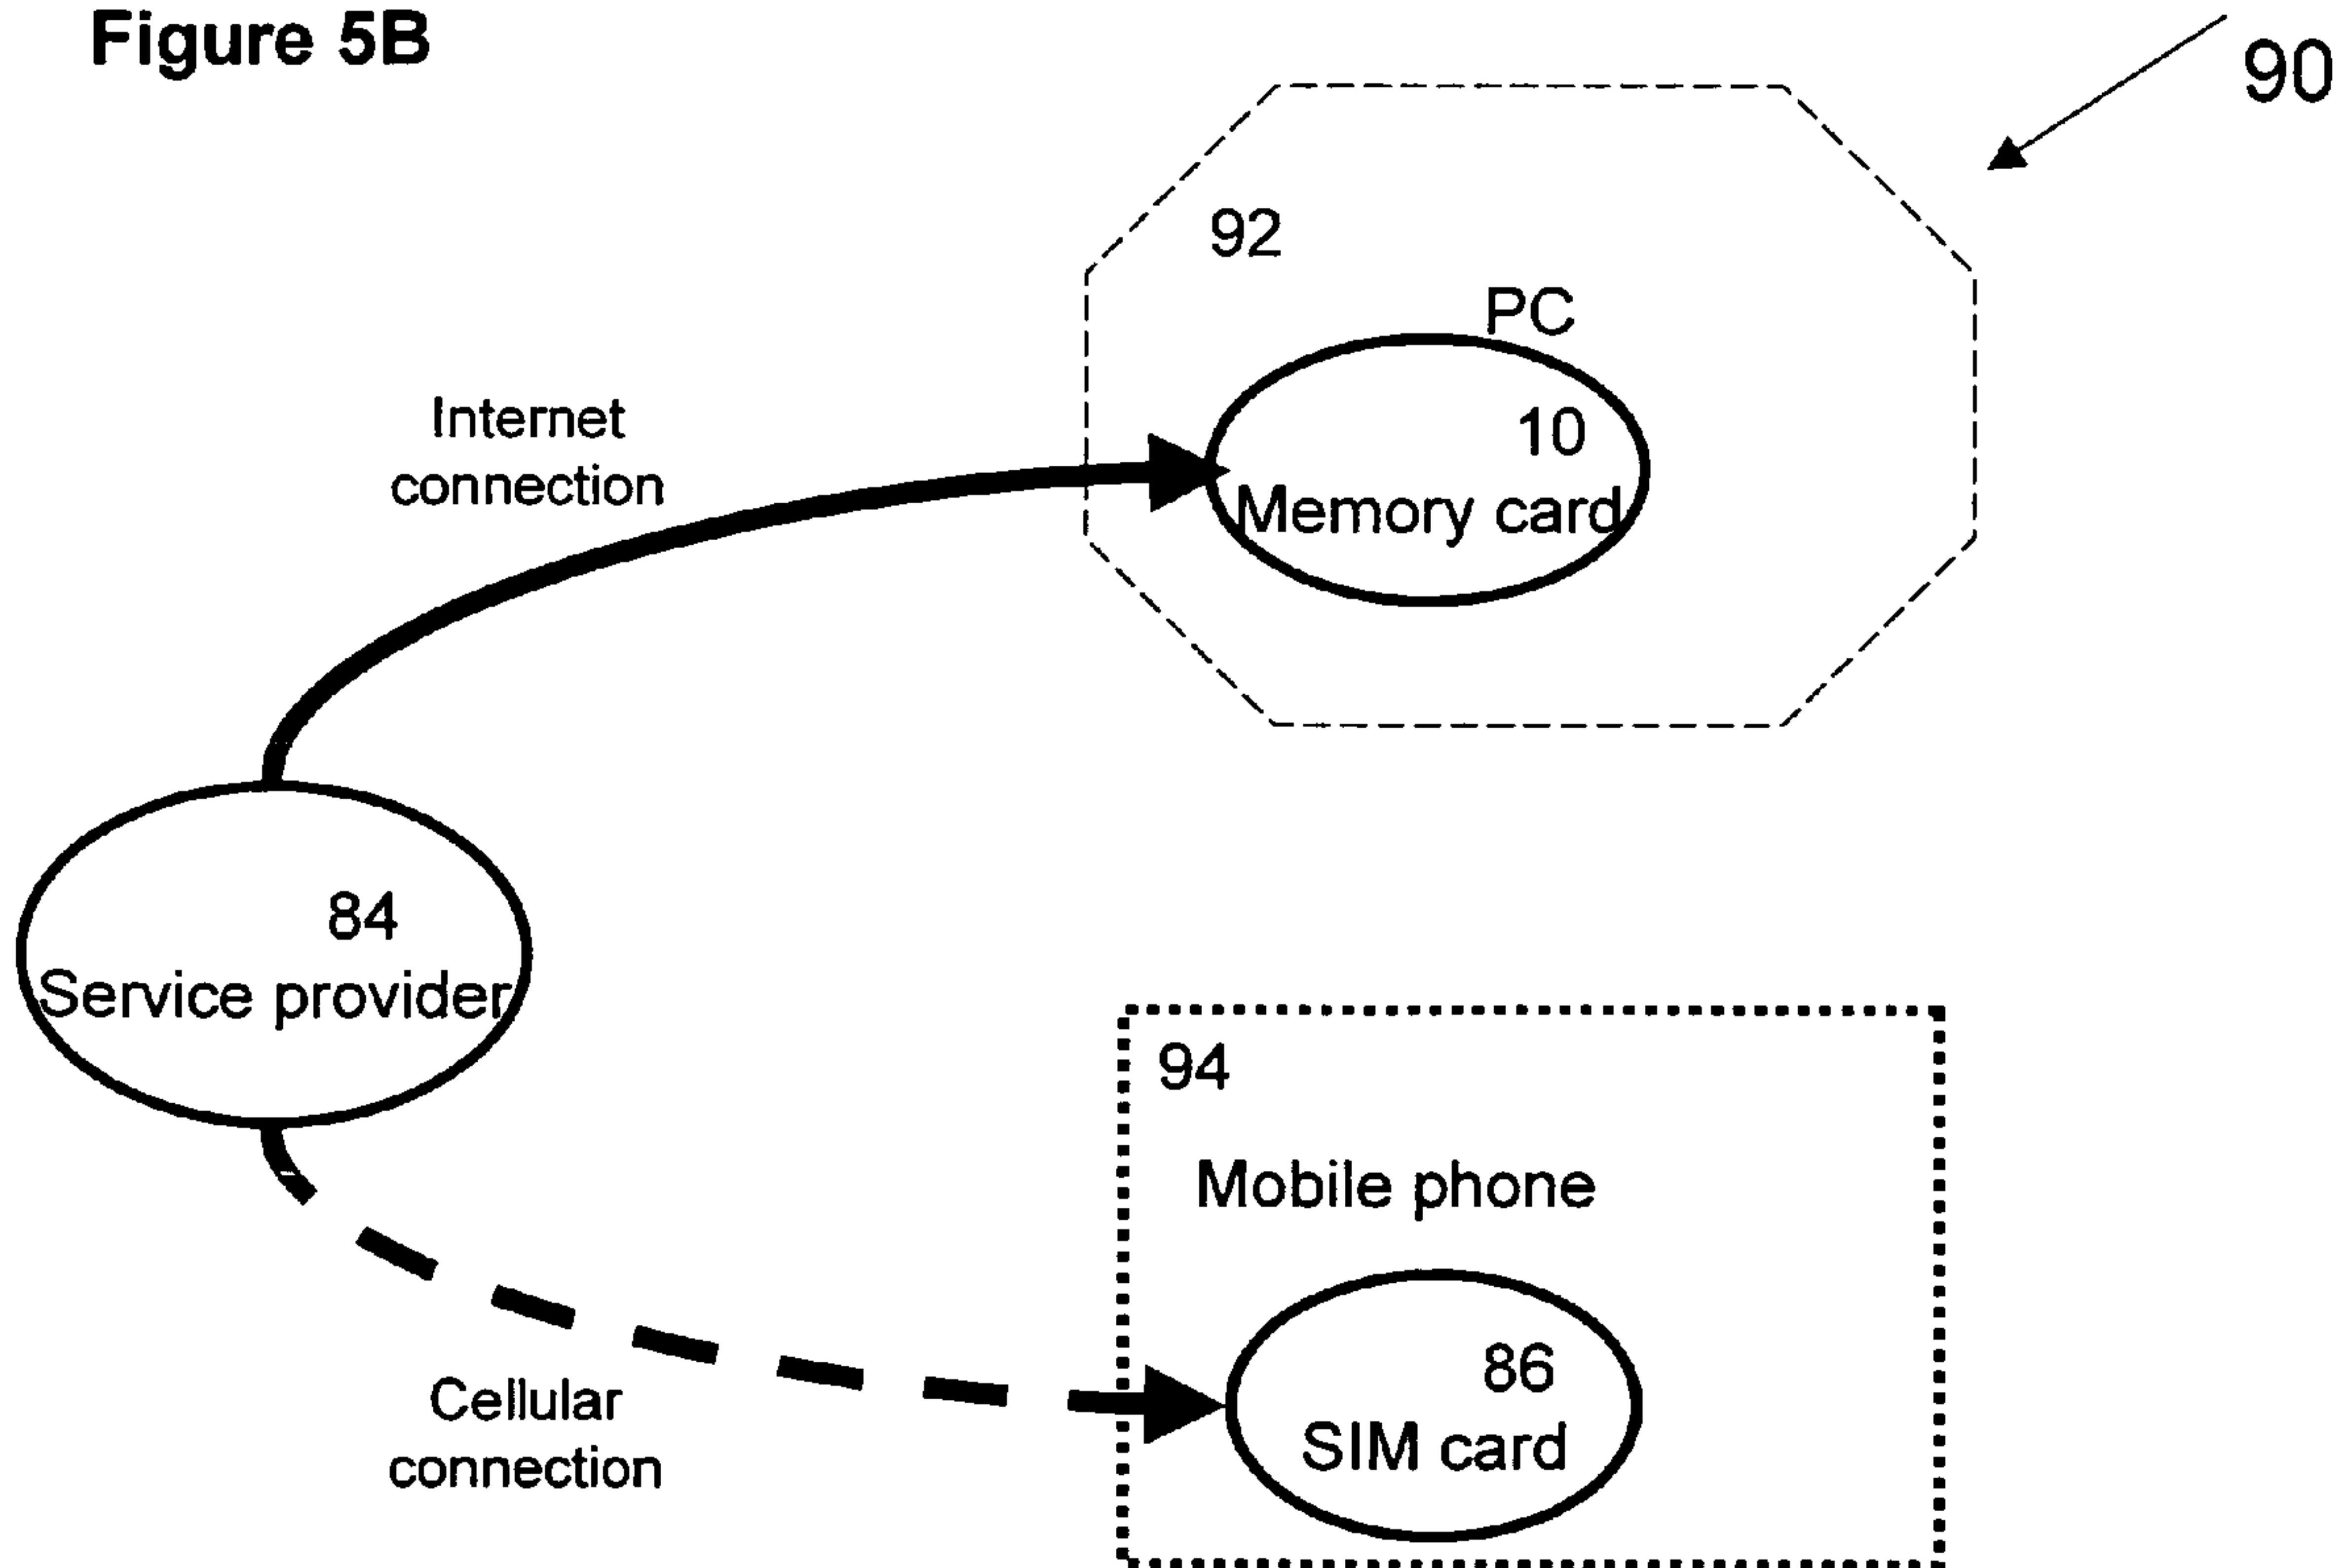 Figure 5B
90
92
PC
10
Memory card
Internet
connection
84
Service provider
94
Mobile phone
86
SIM card
Cellular
connection